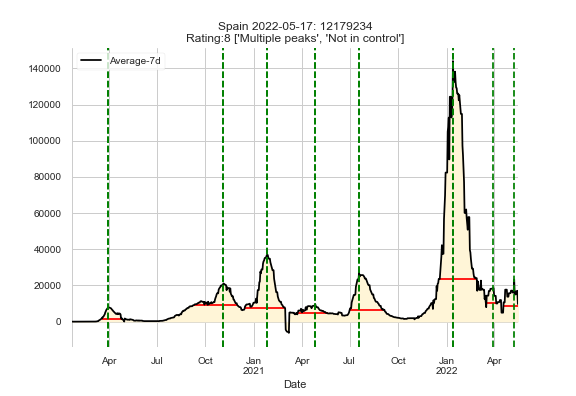 Spain 2022-05-17: 12179234
Rating:8 ['Multiple peaks', 'Not in control']
Average-7d
140000
120000
100000
80000
60000
40000
20000
0
Apr Jul Oct Jan Apr Jul Oct Jan Apr
2021 2022
Date